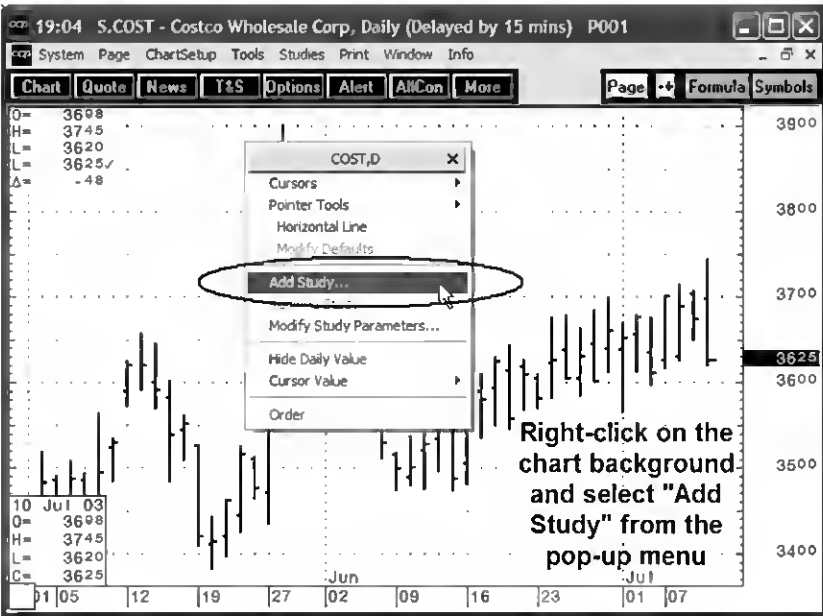 19:04 S.COST - Costco Wholesale Corp, Daily (Delayed by 15 mins) P001
System Page ChartSetup Tools Studies Print Window Info
Chart Quote News T&S Options Alert AllCon More Page -+ Formula Symbols
O= 3698
H= 3745
L= 3620
L= 3625✓
Δ= -48
COST,D
Cursors
Pointer Tools
Horizontal Line
Modify Defaults
Add Study...
Modify Study Parameters...
Hide Daily Value
Cursor Value
Order
3900
3800
3700
3625
3600
3500
3400
Right-click on the
chart background
and select "Add
Study" from the
pop-up menu
10 Jul 03
O= 3698
H= 3745
L= 3620
C= 3625
Jun Jul
01 05 12 19 27 02 09 16 23 01 07